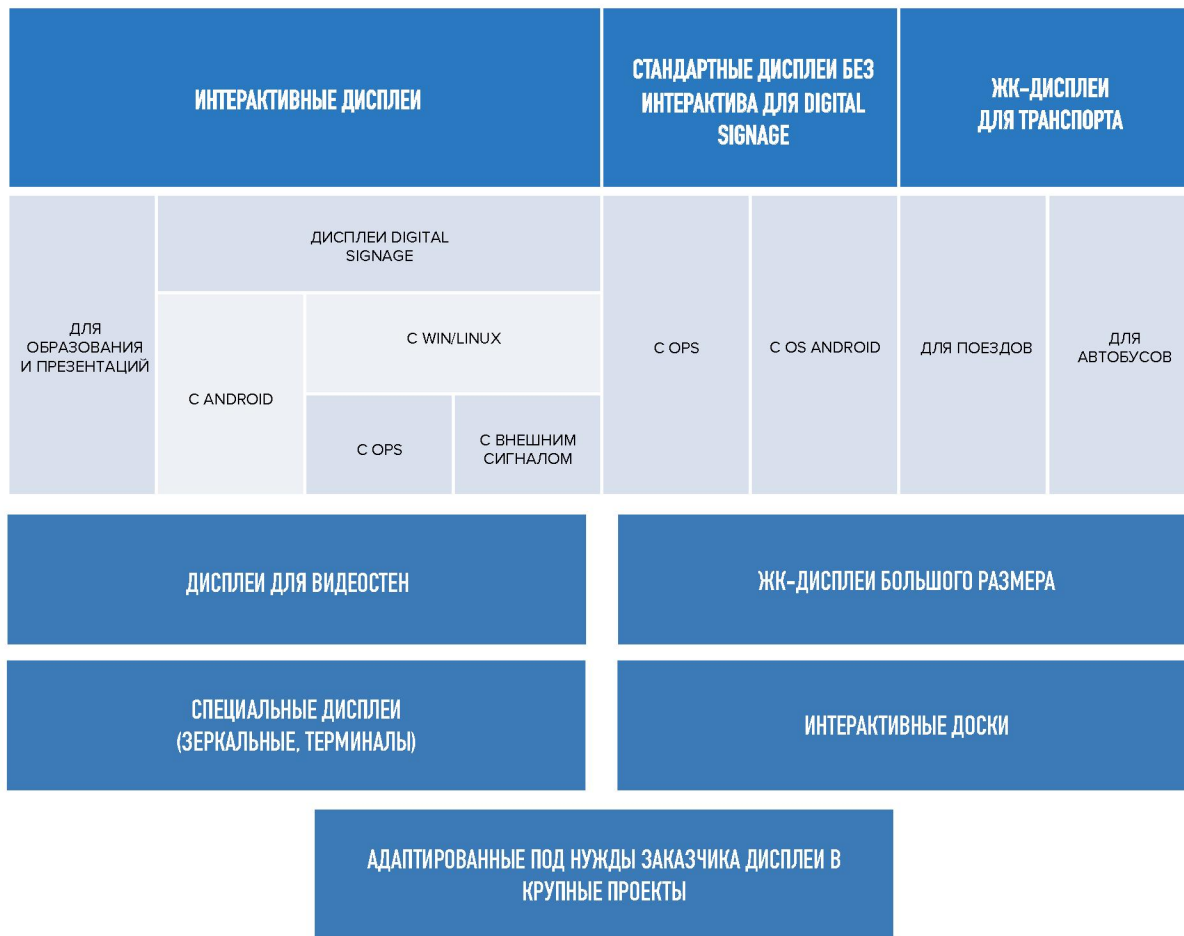 ИНТЕРАКТИВНЫЕ ДИСПЛЕИ
СТАНДАРТНЫЕ ДИСПЛЕИ БЕЗ
ИНТЕРАКТИВА ДЛЯ DIGITAL
SIGNAGE
ЖК-ДИСПЛЕИ
ДЛЯ ТРАНСПОРТА
ДЛЯ
ОБРАЗОВАНИЯ
И ПРЕЗЕНТАЦИЙ
ДИСПЛЕИ DIGITAL
SIGNAGE
С ANDROID
С WIN/LINUX
С OPS
С ВНЕШНИМ
СИГНАЛОМ
С OPS
С OS ANDROID
ДЛЯ ПОЕЗДОВ
ДЛЯ
АВТОБУСОВ
ДИСПЛЕИ ДЛЯ ВИДЕОСТЕН
ЖК-ДИСПЛЕИ БОЛЬШОГО РАЗМЕРА
СПЕЦИАЛЬНЫЕ ДИСПЛЕИ
(ЗЕРКАЛЬНЫЕ, ТЕРМИНАЛЫ)
ИНТЕРАКТИВНЫЕ ДОСКИ
АДАПТИРОВАННЫЕ ПОД НУЖДЫ ЗАКАЗЧИКА ДИСПЛЕИ В
КРУПНЫЕ ПРОЕКТЫ